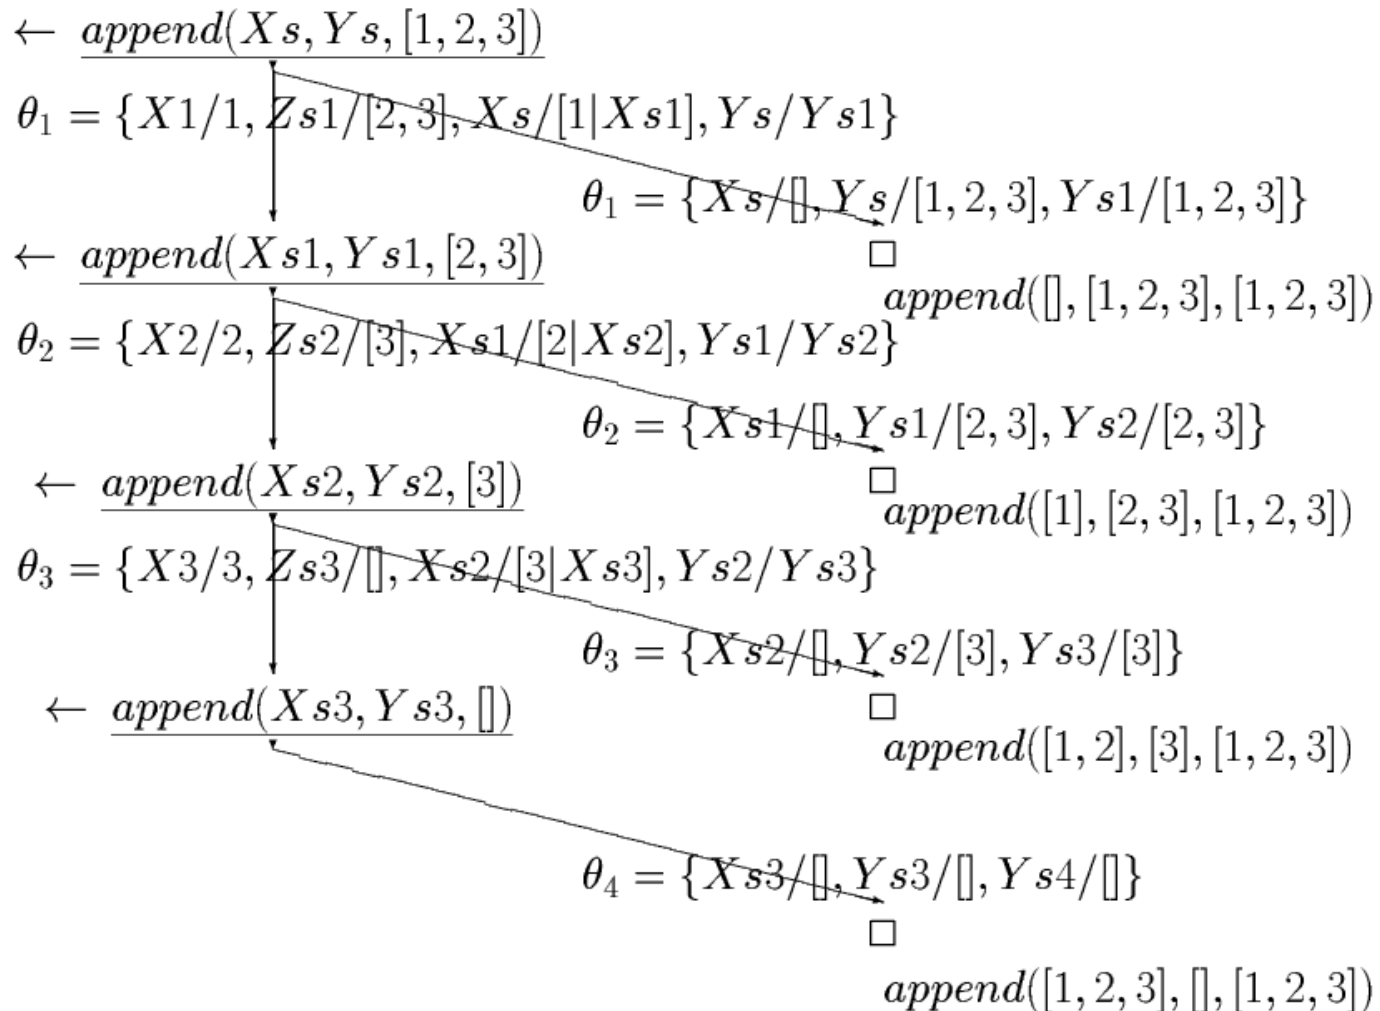 ← append(Xs, Ys, [1, 2, 3])
θ₁ = {X1/1, Zs1/[2, 3], Xs/[1|Xs1], Ys/Ys1}
θ₁ = {Xs/[], Ys/[1, 2, 3], Ys1/[1, 2, 3]}
← append(Xs1, Ys1, [2, 3])
□
append([], [1, 2, 3], [1, 2, 3])
θ₂ = {X2/2, Zs2/[3], Xs1/[2|Xs2], Ys1/Ys2}
θ₂ = {Xs1/[], Ys1/[2, 3], Ys2/[2, 3]}
← append(Xs2, Ys2, [3])
□
append([1], [2, 3], [1, 2, 3])
θ₃ = {X3/3, Zs3/[], Xs2/[3|Xs3], Ys2/Ys3}
θ₃ = {Xs2/[], Ys2/[3], Ys3/[3]}
← append(Xs3, Ys3, [])
□
append([1, 2], [3], [1, 2, 3])
θ₄ = {Xs3/[], Ys3/[], Ys4/[]}
□
append([1, 2, 3], [], [1, 2, 3])